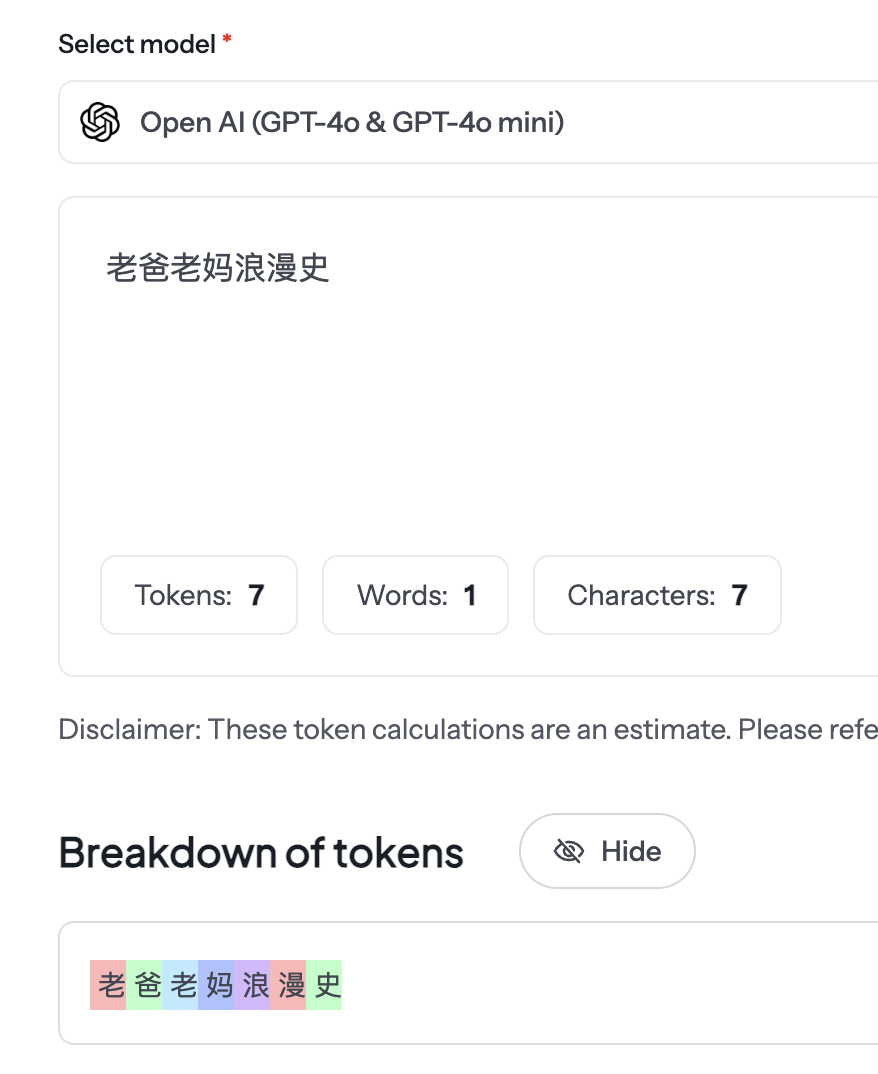 Select model *
Open AI (GPT-4o & GPT-4o mini)
老爸老妈浪漫史
Tokens: 7 Words: 1 Characters: 7
Disclaimer: These token calculations are an estimate. Please refe
Breakdown of tokens Hide
老爸老妈浪漫史